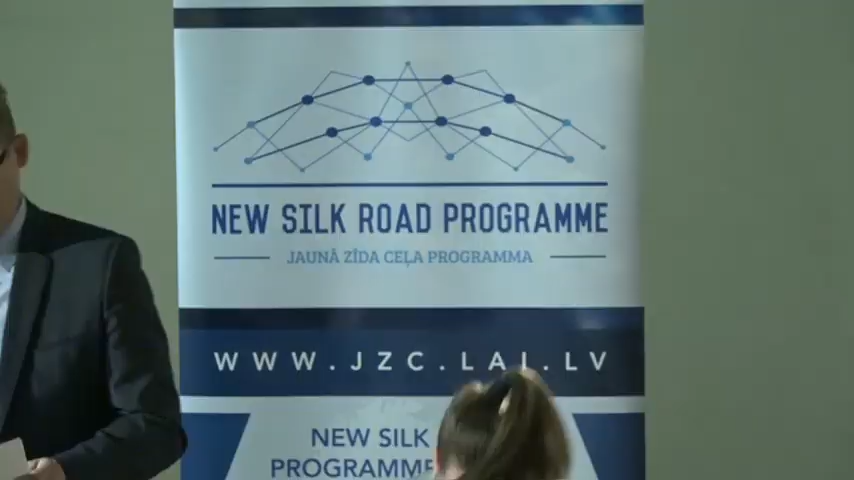 NEW SILK ROAD PROGRAMME
JAUNĀ ZĪDA CEĻA PROGRAMMA
WWW.JZC.LAI.LV
NEW SILK
PROGRAMME